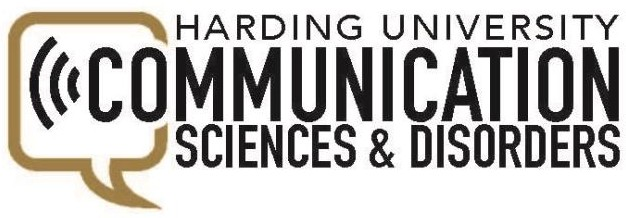 HARDING UNIVERSITY
COMMUNICATION
SCIENCES & DISORDERS